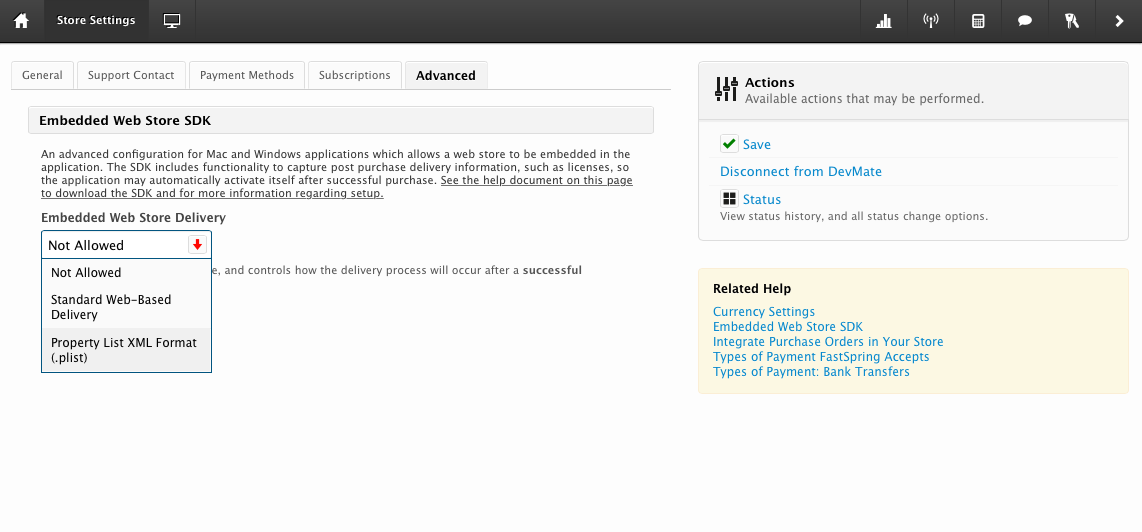 Store Settings
General
Support Contact
Payment Methods
Subscriptions
Advanced
Embedded Web Store SDK
An advanced configuration for Mac and Windows applications which allows a web store to be embedded in the
application. The SDK includes functionality to capture post purchase delivery information, such as licenses, so
the application may automatically activate itself after successful purchase. See the help document on this page
to download the SDK and for more information regarding setup.
Embedded Web Store Delivery
Not Allowed
e, and controls how the delivery process will occur after a successful
Not Allowed
Standard Web-Based
Delivery
Property List XML Format
(.plist)
Actions
Available actions that may be performed.
Save
Disconnect from DevMate
Status
View status history, and all status change options.
Related Help
Currency Settings
Embedded Web Store SDK
Integrate Purchase Orders in Your Store
Types of Payment FastSpring Accepts
Types of Payment: Bank Transfers